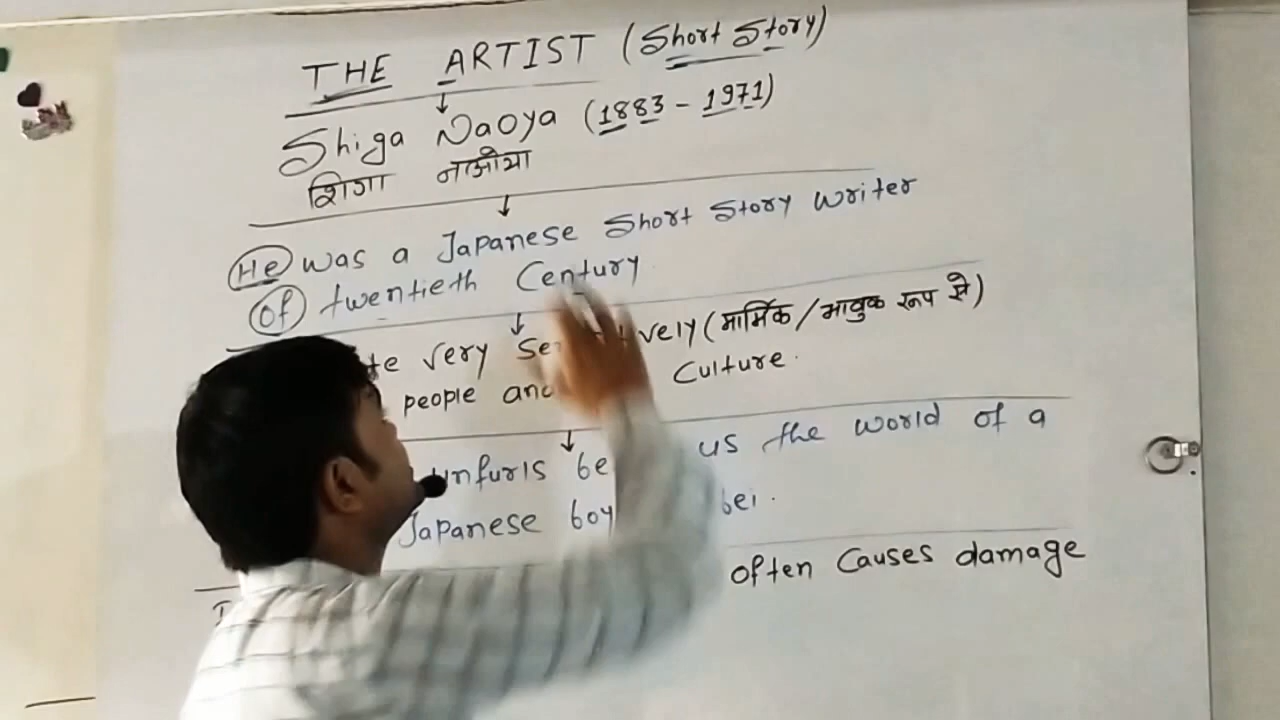 THE ARTIST (Short Story)
Shiga Naoya (1883 - 1971)
शिगा नाओया
He was a Japanese Short Story writer
of twentieth Century
very
(मार्मिक/भावुक रूप से)
people and Culture.
unfurls us the world of a
Japanese boy
often Causes damage